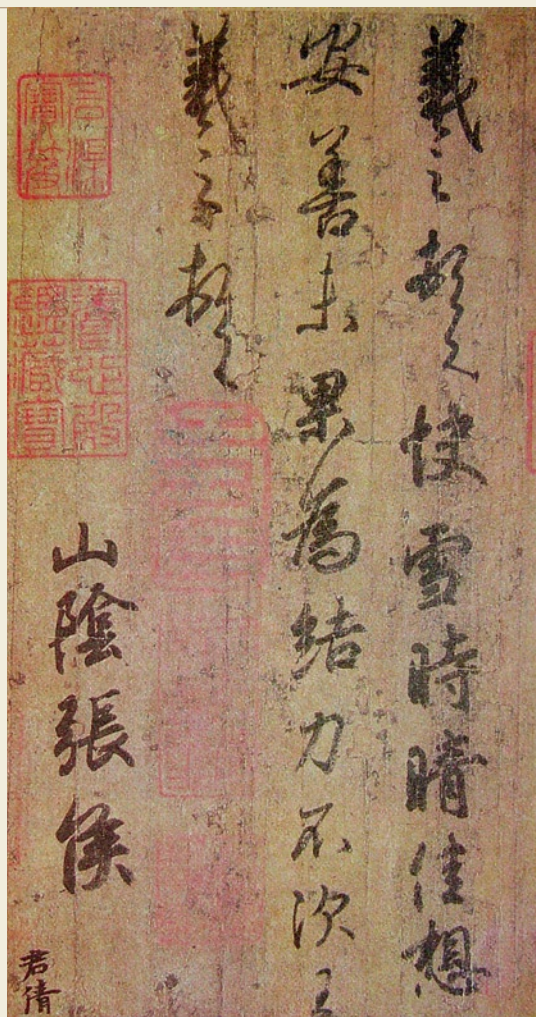 羲之頓首快雪時晴佳想
安善未果為結力不次王
羲之頓首
山陰張侯
君倩